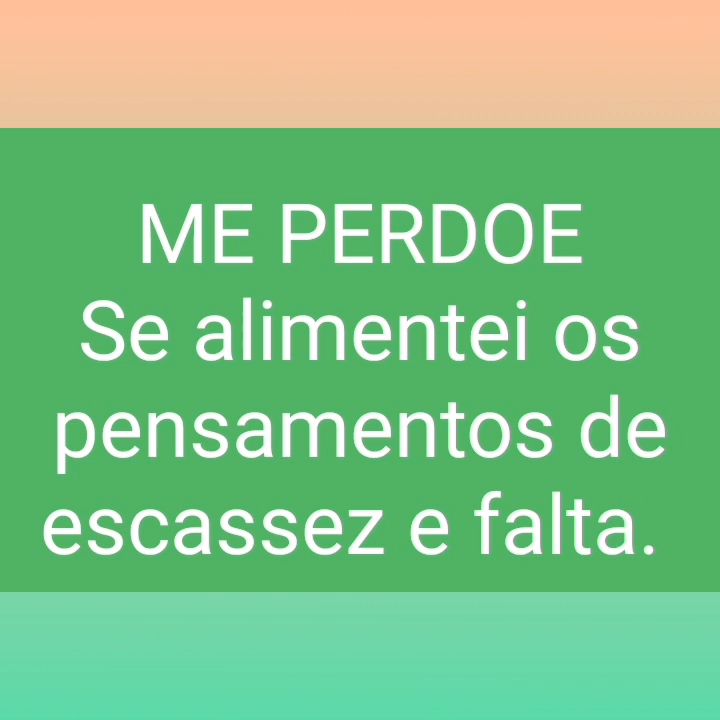 ME PERDOE
Se alimentei os
pensamentos de
escassez e falta.